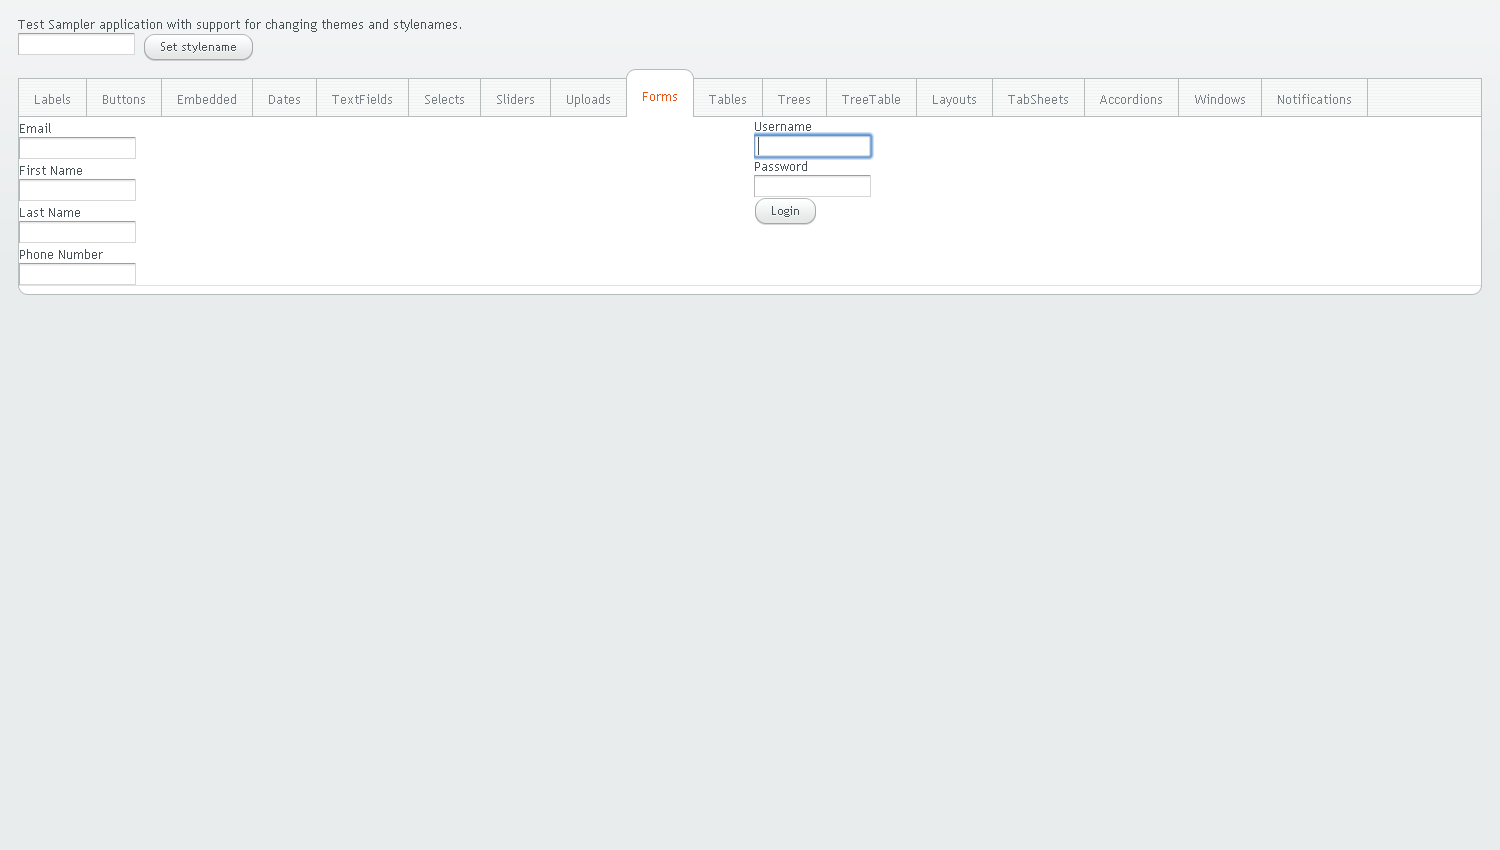 Test Sampler application with support for changing themes and stylenames.
Set stylename
Labels Buttons Embedded Dates TextFields Selects Sliders Uploads Forms Tables Trees TreeTable Layouts TabSheets Accordions Windows Notifications
Email
First Name
Last Name
Phone Number
Username
Password
Login